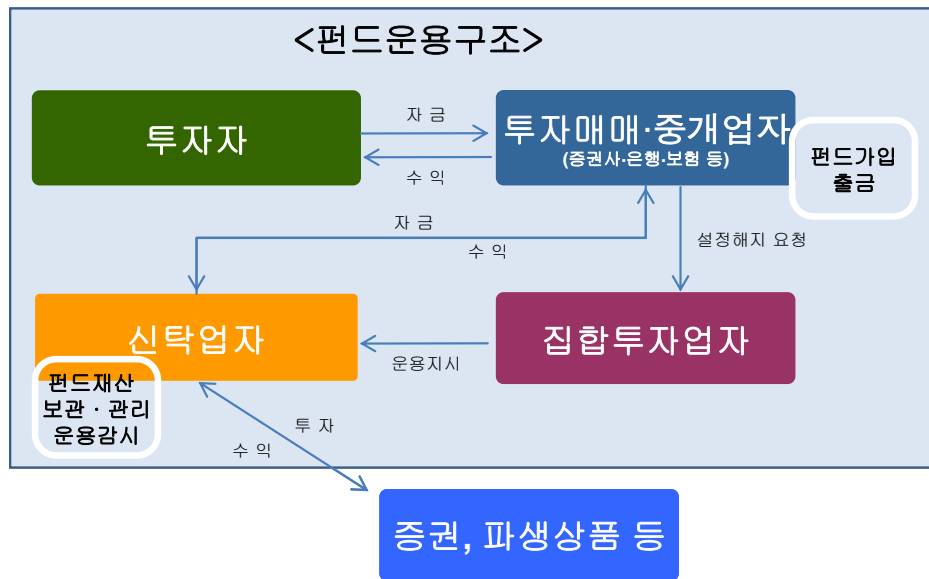 <펀드운용구조>
투자자
자 금
수 익
투자매매·중개업자
(증권사·은행·보험 등)
펀드가입
출금
자 금
수 익
설정해지 요청
신탁업자
펀드재산
보관 · 관리
운용감시
운용지시
집합투자업자
투 자
수 익
증권, 파생상품 등